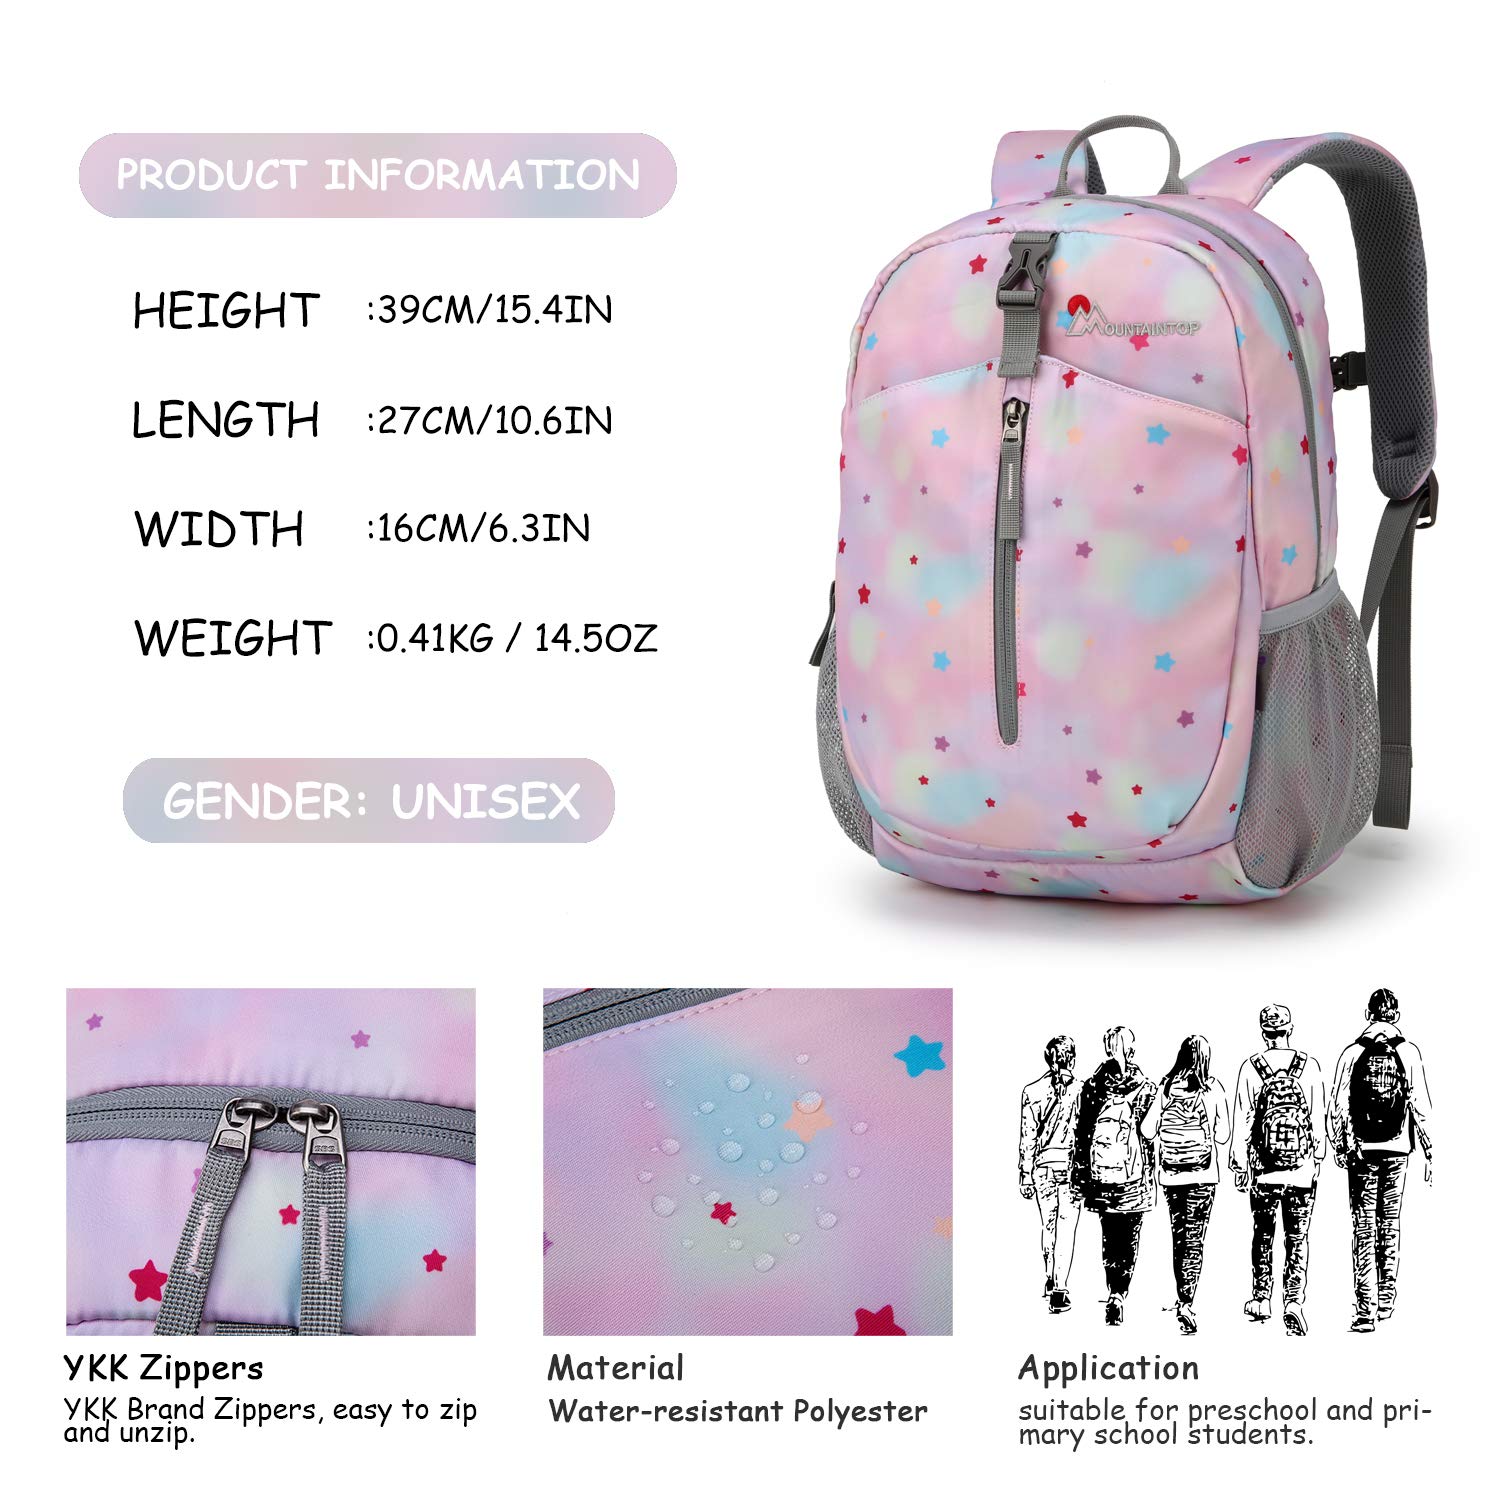 PRODUCT INFORMATION
HEIGHT :39CM/15.4IN
LENGTH :27CM/10.6IN
WIDTH :16CM/6.3IN
WEIGHT :0.41KG / 14.5OZ
GENDER: UNISEX
MOUNTAINTOP
YKK Zippers
YKK Brand Zippers, easy to zip
and unzip.
Material
Water-resistant Polyester
Application
suitable for preschool and pri-
mary school students.